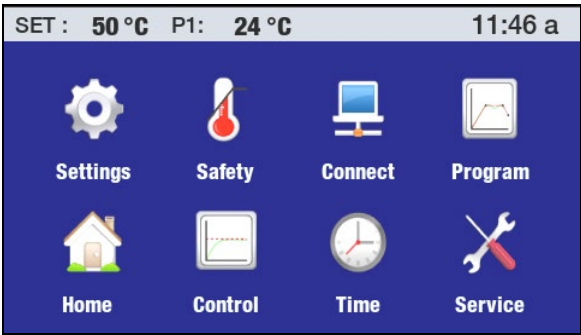 SET : 50 °C P1: 24 °C 11:46 a
Settings Safety Connect Program
Home Control Time Service